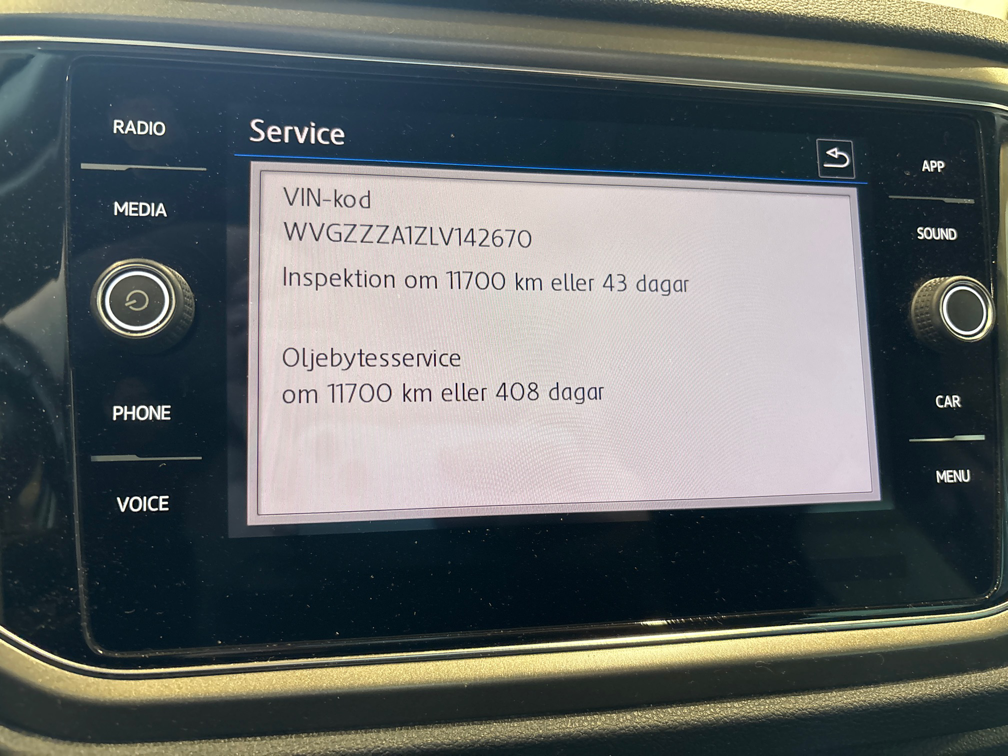 RADIO
MEDIA
PHONE
VOICE
Service
VIN-kod
WVGZZZA1ZLV142670
Inspektion om 11700 km eller 43 dagar
Oljebytesservice
om 11700 km eller 408 dagar
APP
SOUND
CAR
MENU